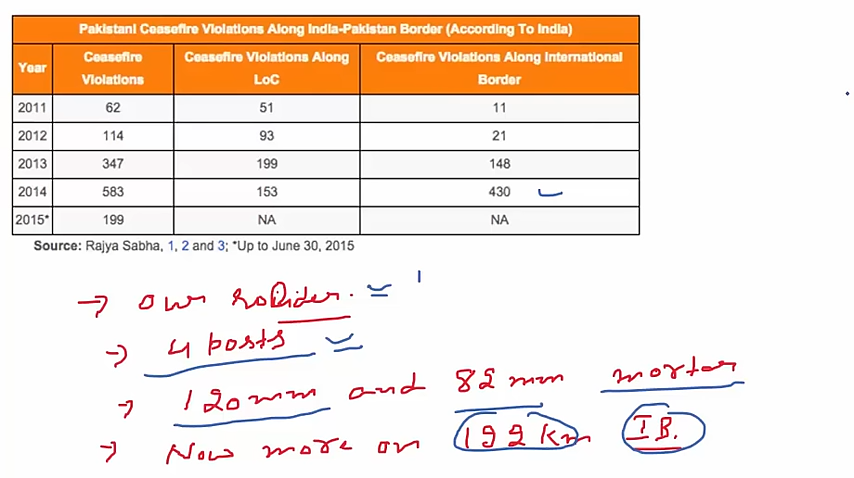 Pakistani Ceasefire Violations Along India-Pakistan Border (According To India)
Year Ceasefire Violations Ceasefire Violations Along LoC Ceasefire Violations Along International Border
2011 62 51 11
2012 114 93 21
2013 347 199 148
2014 583 153 430
2015* 199 NA NA
Source: Rajya Sabha, 1, 2 and 3; *Up to June 30, 2015
→ our soldier.
→ 4 posts
→ 120mm and 82 mm mortar
→ Now more on 192 km IB.